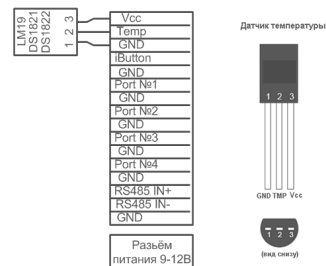 LM19
DS1821
DS1822
3
2
1
Vcc
Temp
GND
iButton
GND
Port №1
GND
Port №2
GND
Port №3
GND
Port №4
GND
RS485 IN+
RS485 IN-
GND
Разьём
питания 9-12В
Датчик температуры
1 2 3
GND TMP Vcc
1 2 3
(вид снизу)